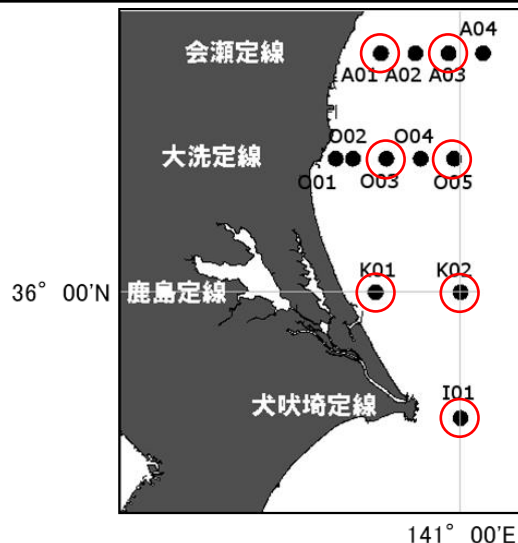 会瀬定線
A04
A01 A02 A03
大洗定線
O02 O04
O01 O03 O05
K01 K02
36° 00'N 鹿島定線
I01
犬吠埼定線
141° 00'E